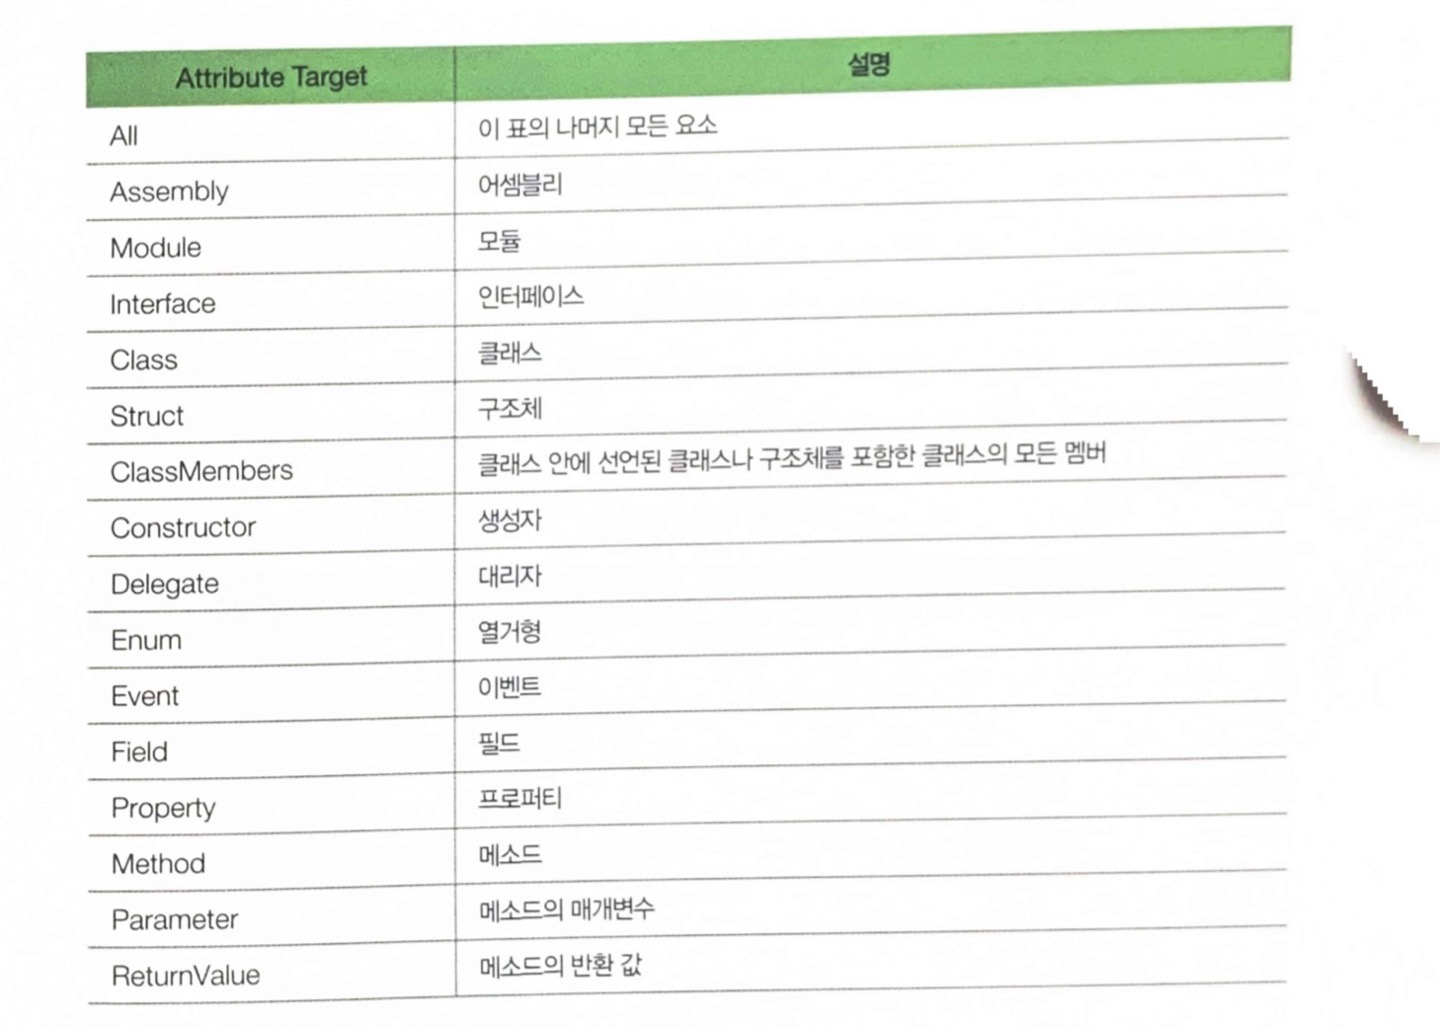 Attribute Target 설명
All 이 표의 나머지 모든 요소
Assembly 어셈블리
Module 모듈
Interface 인터페이스
Class 클래스
Struct 구조체
ClassMembers 클래스 안에 선언된 클래스나 구조체를 포함한 클래스의 모든 멤버
Constructor 생성자
Delegate 대리자
Enum 열거형
Event 이벤트
Field 필드
Property 프로퍼티
Method 메소드
Parameter 메소드의 매개변수
ReturnValue 메소드의 반환 값